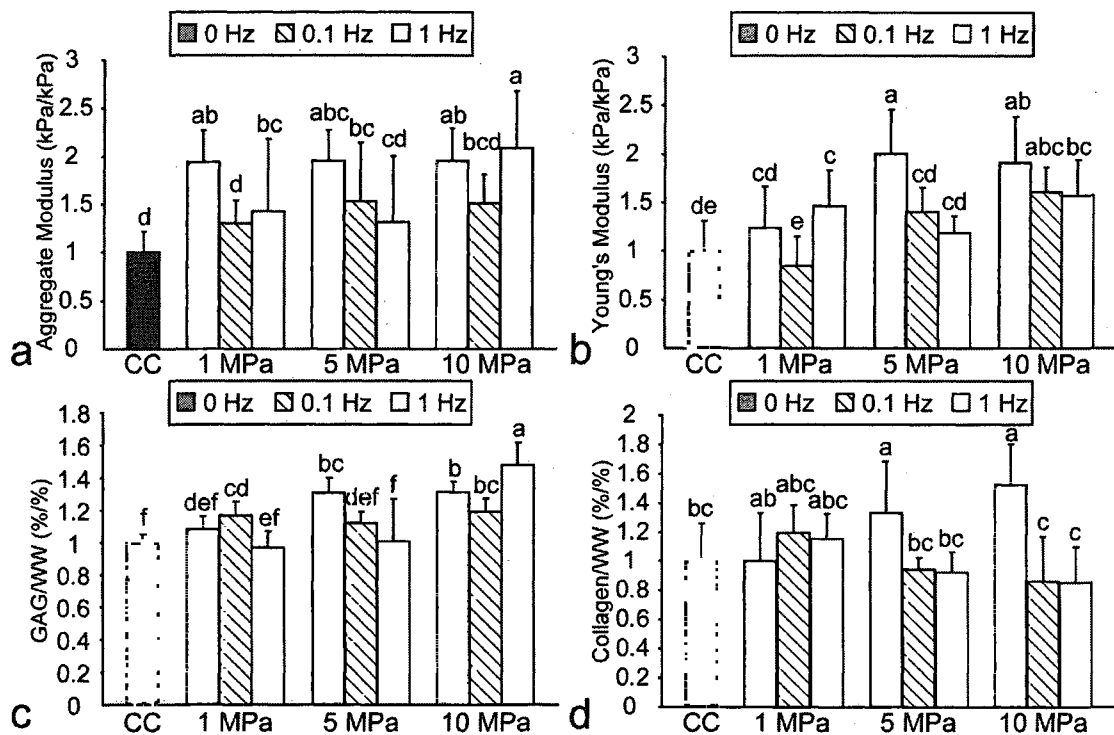 0 Hz 0.1 Hz 1 Hz
Aggregate Modulus (kPa/kPa)
3
2.5
2
1.5
1
0.5
0
d
ab
d
bc
abc
bc
cd
ab
bcd
a
CC 1 MPa 5 MPa 10 MPa
a
0 Hz 0.1 Hz 1 Hz
Young's Modulus (kPa/kPa)
3
2.5
2
1.5
1
0.5
0
de
cd
e
c
a
cd
cd
ab
abc
bc
CC 1 MPa 5 MPa 10 MPa
b
0 Hz 0.1 Hz 1 Hz
GAG/WW (%/%)
1.8
1.6
1.4
1.2
1
0.8
0.6
0.4
0.2
0
f
def
cd
ef
bc
def
f
b
bc
a
CC 1 MPa 5 MPa 10 MPa
c
0 Hz 0.1 Hz 1 Hz
Collagen/WW (%/%)
2
1.8
1.6
1.4
1.2
1
0.8
0.6
0.4
0.2
0
bc
ab
abc
abc
a
bc
bc
a
c
c
CC 1 MPa 5 MPa 10 MPa
d